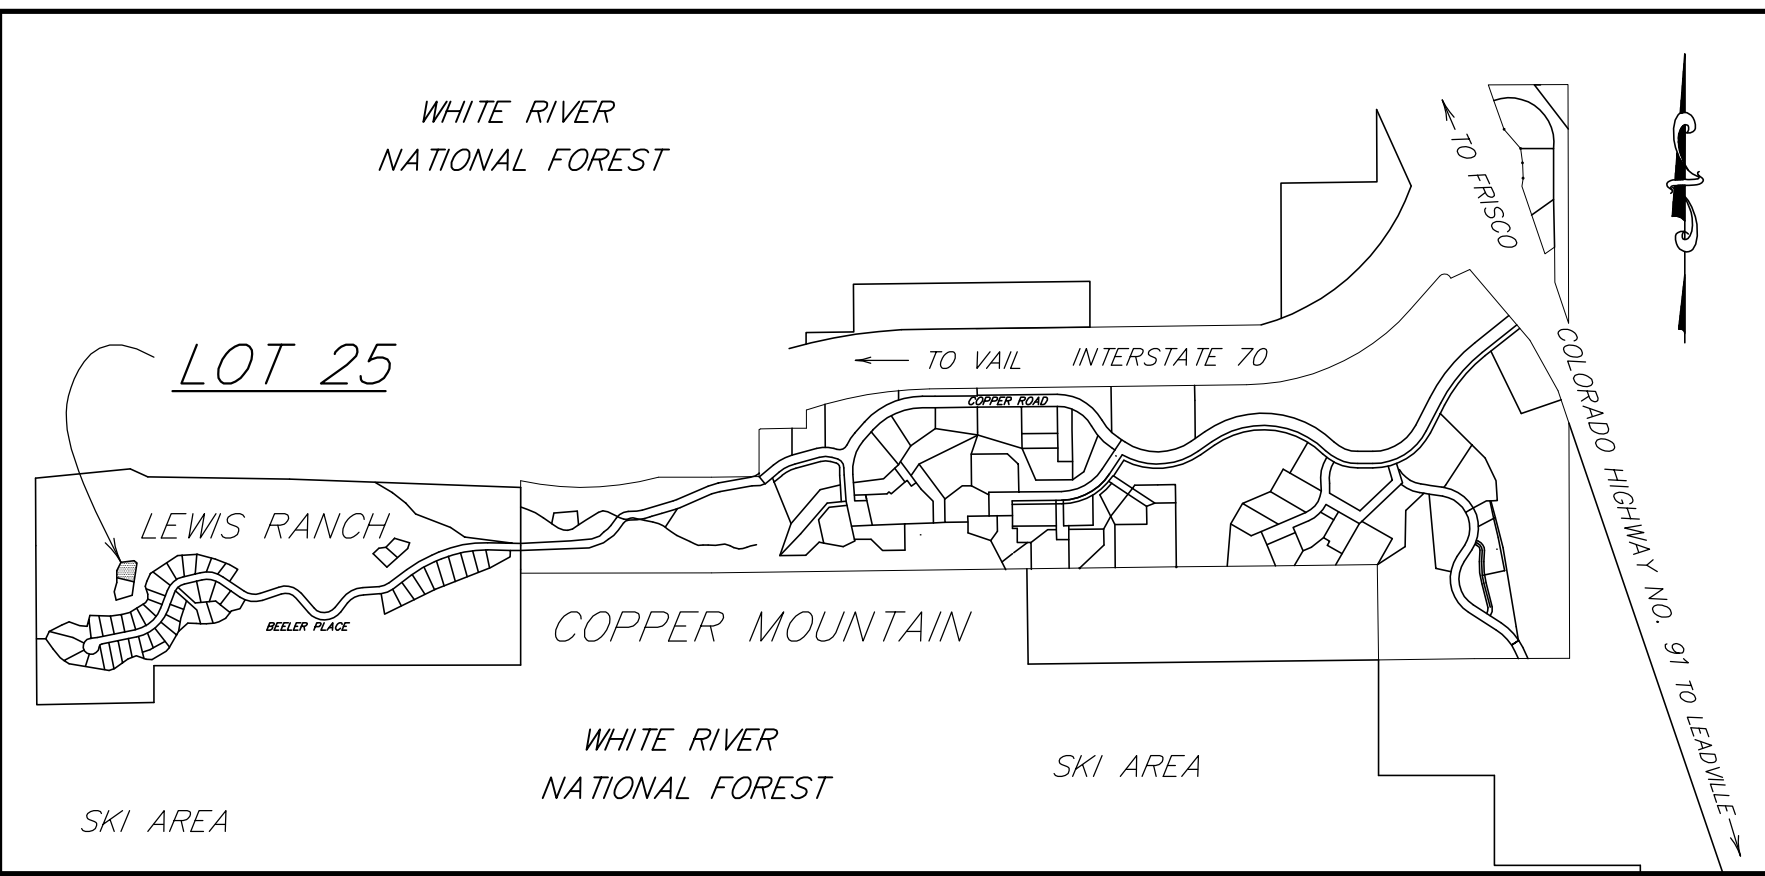 WHITE RIVER
NATIONAL FOREST
TO FRISCO
LOT 25
TO VAIL
INTERSTATE 70
COPPER ROAD
COLORADO HIGHWAY NO. 91 TO LEADVILLE
LEWIS RANCH
BEELER PLACE
COPPER MOUNTAIN
WHITE RIVER
NATIONAL FOREST
SKI AREA
SKI AREA